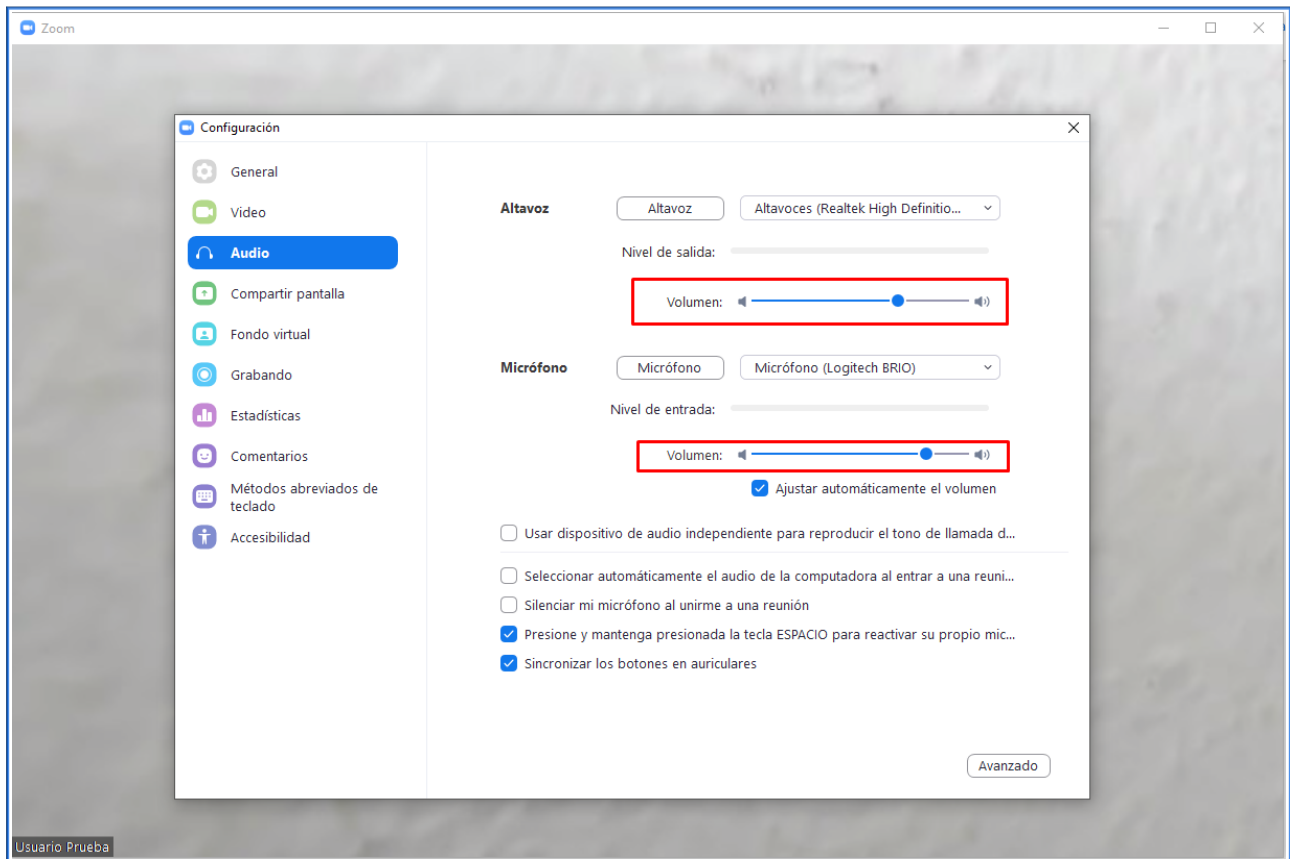 Zoom
Configuración
General
Video
Audio
Compartir pantalla
Fondo virtual
Grabando
Estadísticas
Comentarios
Métodos abreviados de
teclado
Accesibilidad
Altavoz Altavoz Altavoces (Realtek High Definitio...
Nivel de salida:
Volumen:
Micrófono Micrófono Micrófono (Logitech BRIO)
Nivel de entrada:
Volumen:
Ajustar automáticamente el volumen
Usar dispositivo de audio independiente para reproducir el tono de llamada d...
Seleccionar automáticamente el audio de la computadora al entrar a una reuni...
Silenciar mi micrófono al unirme a una reunión
Presione y mantenga presionada la tecla ESPACIO para reactivar su propio mic...
Sincronizar los botones en auriculares
Avanzado
Usuario Prueba